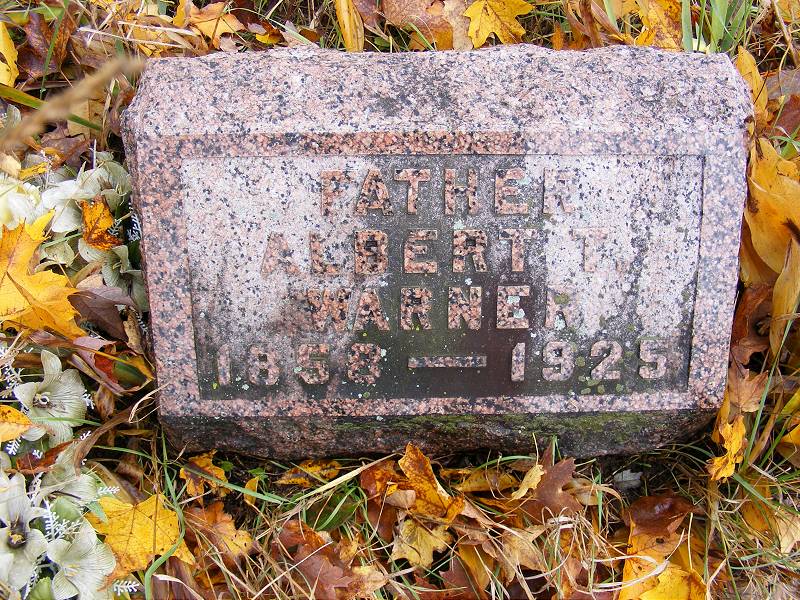 FATHER
ALBERT T.
WARNER
1858 — 1925